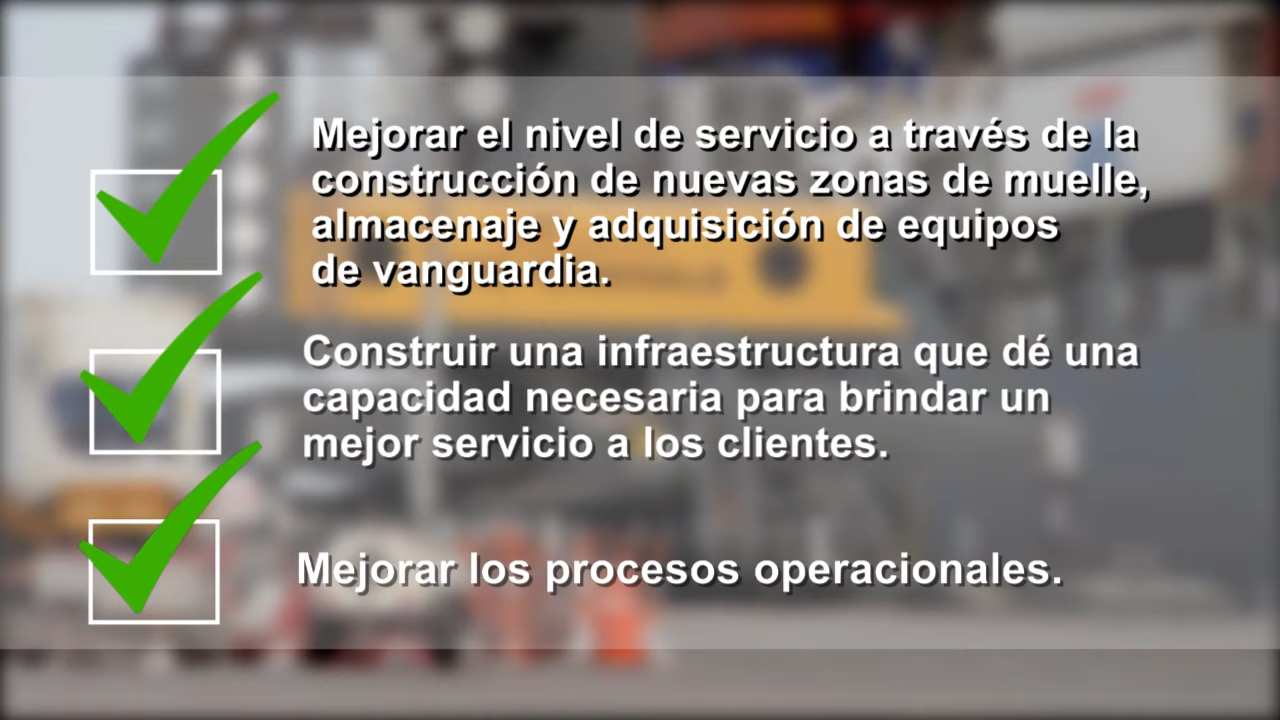 Mejorar el nivel de servicio a través de la
construcción de nuevas zonas de muelle,
almacenaje y adquisición de equipos
de vanguardia.
Construir una infraestructura que dé una
capacidad necesaria para brindar un
mejor servicio a los clientes.
Mejorar los procesos operacionales.